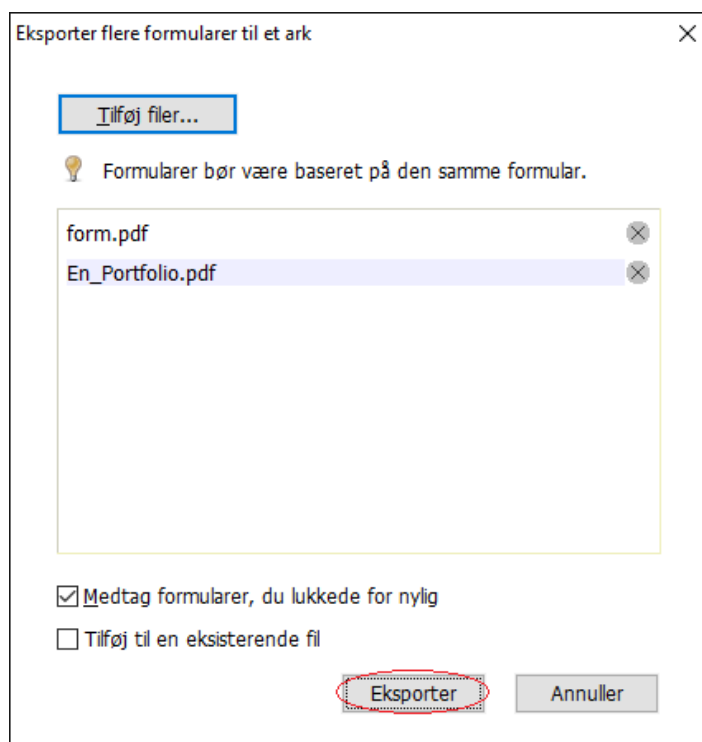 Eksporter flere formularer til et ark
Tilføj filer...
Formularer bør være baseret på den samme formular.
form.pdf
En_Portfolio.pdf
Medtag formularer, du lukkede for nylig
Tilføj til en eksisterende fil
Eksporter Annuller